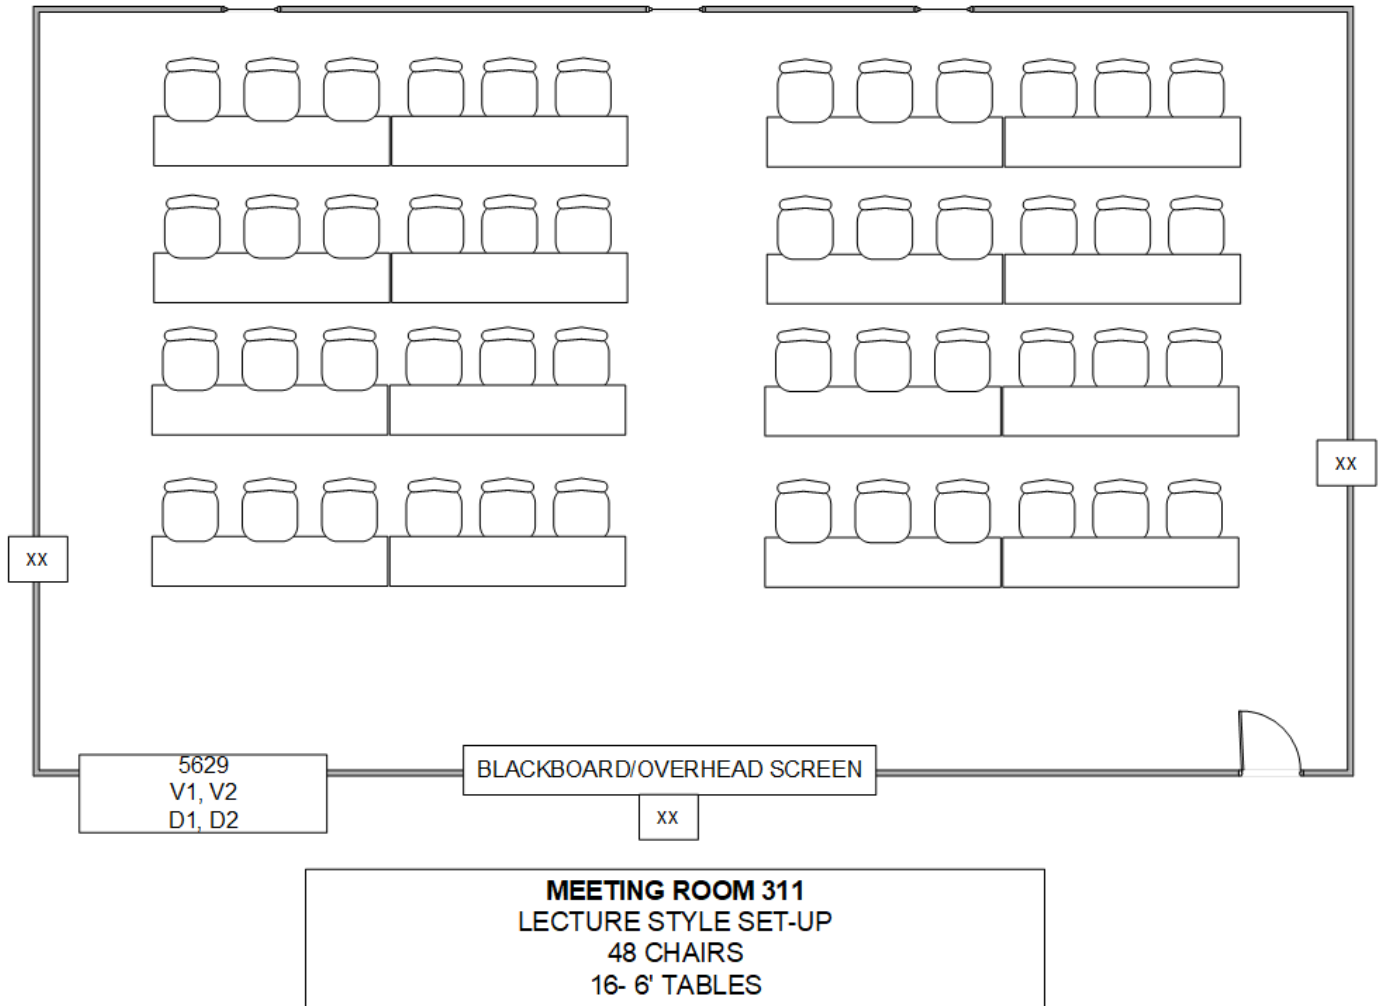 XX
XX
5629
V1, V2
D1, D2
BLACKBOARD/OVERHEAD SCREEN
XX
MEETING ROOM 311
LECTURE STYLE SET-UP
48 CHAIRS
16- 6' TABLES